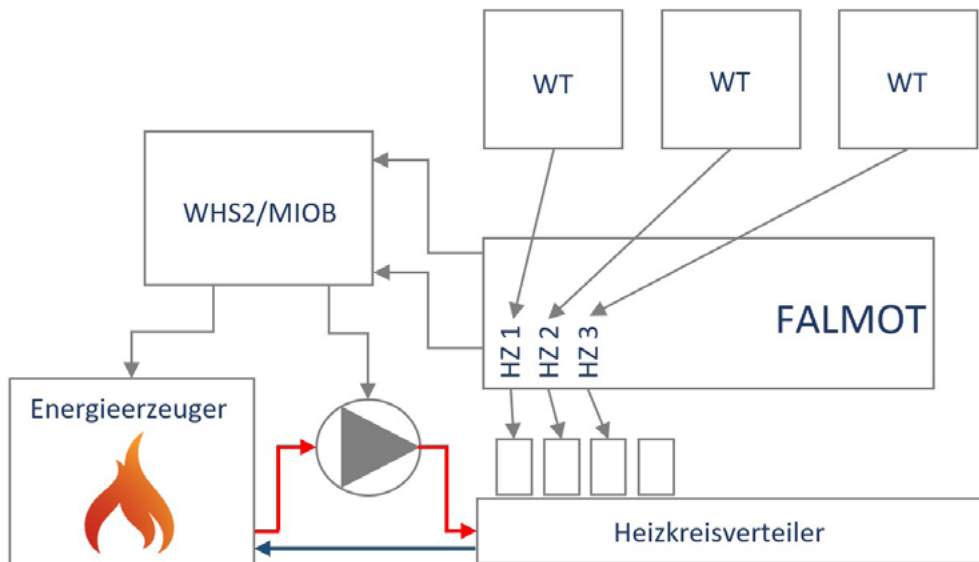 WT
WT
WT
WHS2/MIOB
FALMOT
HZ 1
HZ 2
HZ 3
Energieerzeuger
Heizkreisverteiler